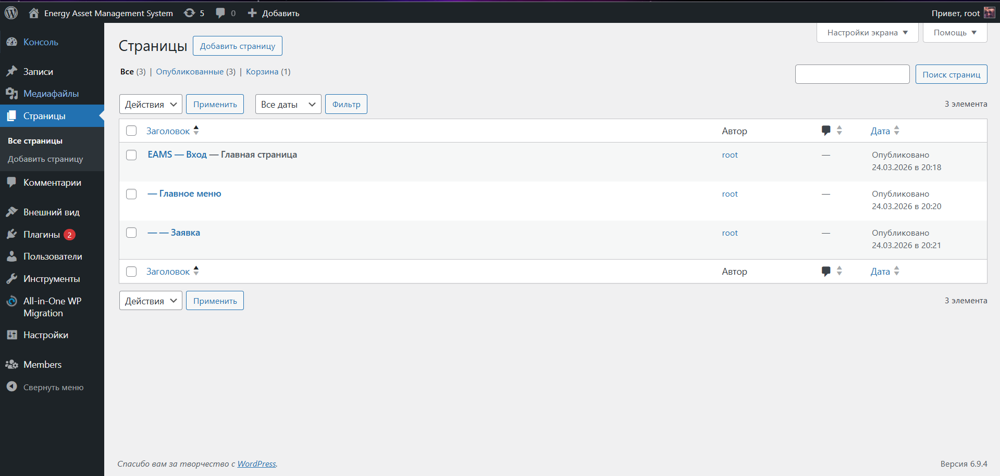 Energy Asset Management System 5 0 Добавить Привет, root
Настройки экрана Помощь
Консоль
Записи
Медиафайлы
Страницы
Все страницы
Добавить страницу
Комментарии
Внешний вид
Плагины 2
Пользователи
Инструменты
All-in-One WP
Migration
Настройки
Members
Свернуть меню
Страницы Добавить страницу
Все (3) | Опубликованные (3) | Корзина (1)
Поиск страниц
Действия Применить Все даты Фильтр 3 элемента
Заголовок Автор Дата
EAMS — Вход — Главная страница root — Опубликовано
24.03.2026 в 20:18
— Главное меню root — Опубликовано
24.03.2026 в 20:20
— — Заявка root — Опубликовано
24.03.2026 в 20:21
Заголовок Автор Дата
Действия Применить 3 элемента
Спасибо вам за творчество с WordPress. Версия 6.9.4